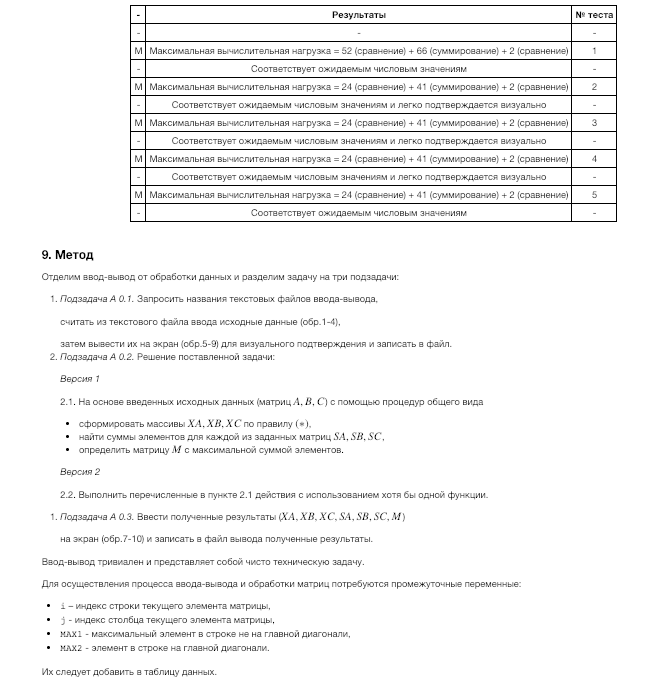 - Результаты № теста
- - -
М Максимальная вычислительная нагрузка = 52 (сравнение) + 66 (суммирование) + 2 (сравнение) 1
- Соответствует ожидаемым числовым значениям -
М Максимальная вычислительная нагрузка = 24 (сравнение) + 41 (суммирование) + 2 (сравнение) 2
- Соответствует ожидаемым числовым значениям и легко подтверждается визуально -
М Максимальная вычислительная нагрузка = 24 (сравнение) + 41 (суммирование) + 2 (сравнение) 3
- Соответствует ожидаемым числовым значениям и легко подтверждается визуально -
М Максимальная вычислительная нагрузка = 24 (сравнение) + 41 (суммирование) + 2 (сравнение) 4
- Соответствует ожидаемым числовым значениям и легко подтверждается визуально -
М Максимальная вычислительная нагрузка = 24 (сравнение) + 41 (суммирование) + 2 (сравнение) 5
- Соответствует ожидаемым числовым значениям -
9. Метод
Отделим ввод-вывод от обработки данных и разделим задачу на три подзадачи:
1. Подзадача А 0.1. Запросить названия текстовых файлов ввода-вывода,
считать из текстового файла ввода исходные данные (обр.1-4),
затем вывести их на экран (обр.5-9) для визуального подтверждения и записать в файл.
2. Подзадача А 0.2. Решение поставленной задачи:
Версия 1
2.1. На основе введенных исходных данных (матриц A, B, C) с помощью процедур общего вида
• сформировать массивы XA, XB, XC по правилу (∗),
• найти суммы элементов для каждой из заданных матриц SA, SB, SC,
• определить матрицу M с максимальной суммой элементов.
Версия 2
2.2. Выполнить перечисленные в пункте 2.1 действия с использованием хотя бы одной функции.
1. Подзадача А 0.3. Ввести полученные результаты (XA, XB, XC, SA, SB, SC, M)
на экран (обр.7-10) и записать в файл вывода полученные результаты.
Ввод-вывод тривиален и представляет собой чисто техническую задачу.
Для осуществления процесса ввода-вывода и обработки матриц потребуются промежуточные переменные:
• i – индекс строки текущего элемента матрицы,
• j - индекс столбца текущего элемента матрицы,
• MAX1 - максимальный элемент в строке не на главной диагонали,
• MAX2 - элемент в строке на главной диагонали.
Их следует добавить в таблицу данных.